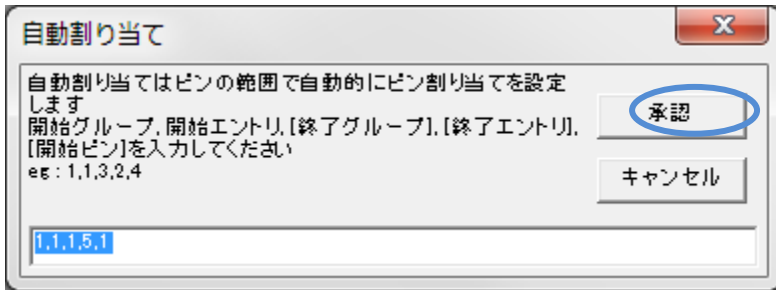 自動割り当て
自動割り当てはピンの範囲で自動的にピン割り当てを設定
します
開始グループ,開始エントリ,[終了グループ],[終了エントリ],
[開始ピン]を入力してください
eg : 1,1,3,2,4
承認
キャンセル
1,1,1,5,1